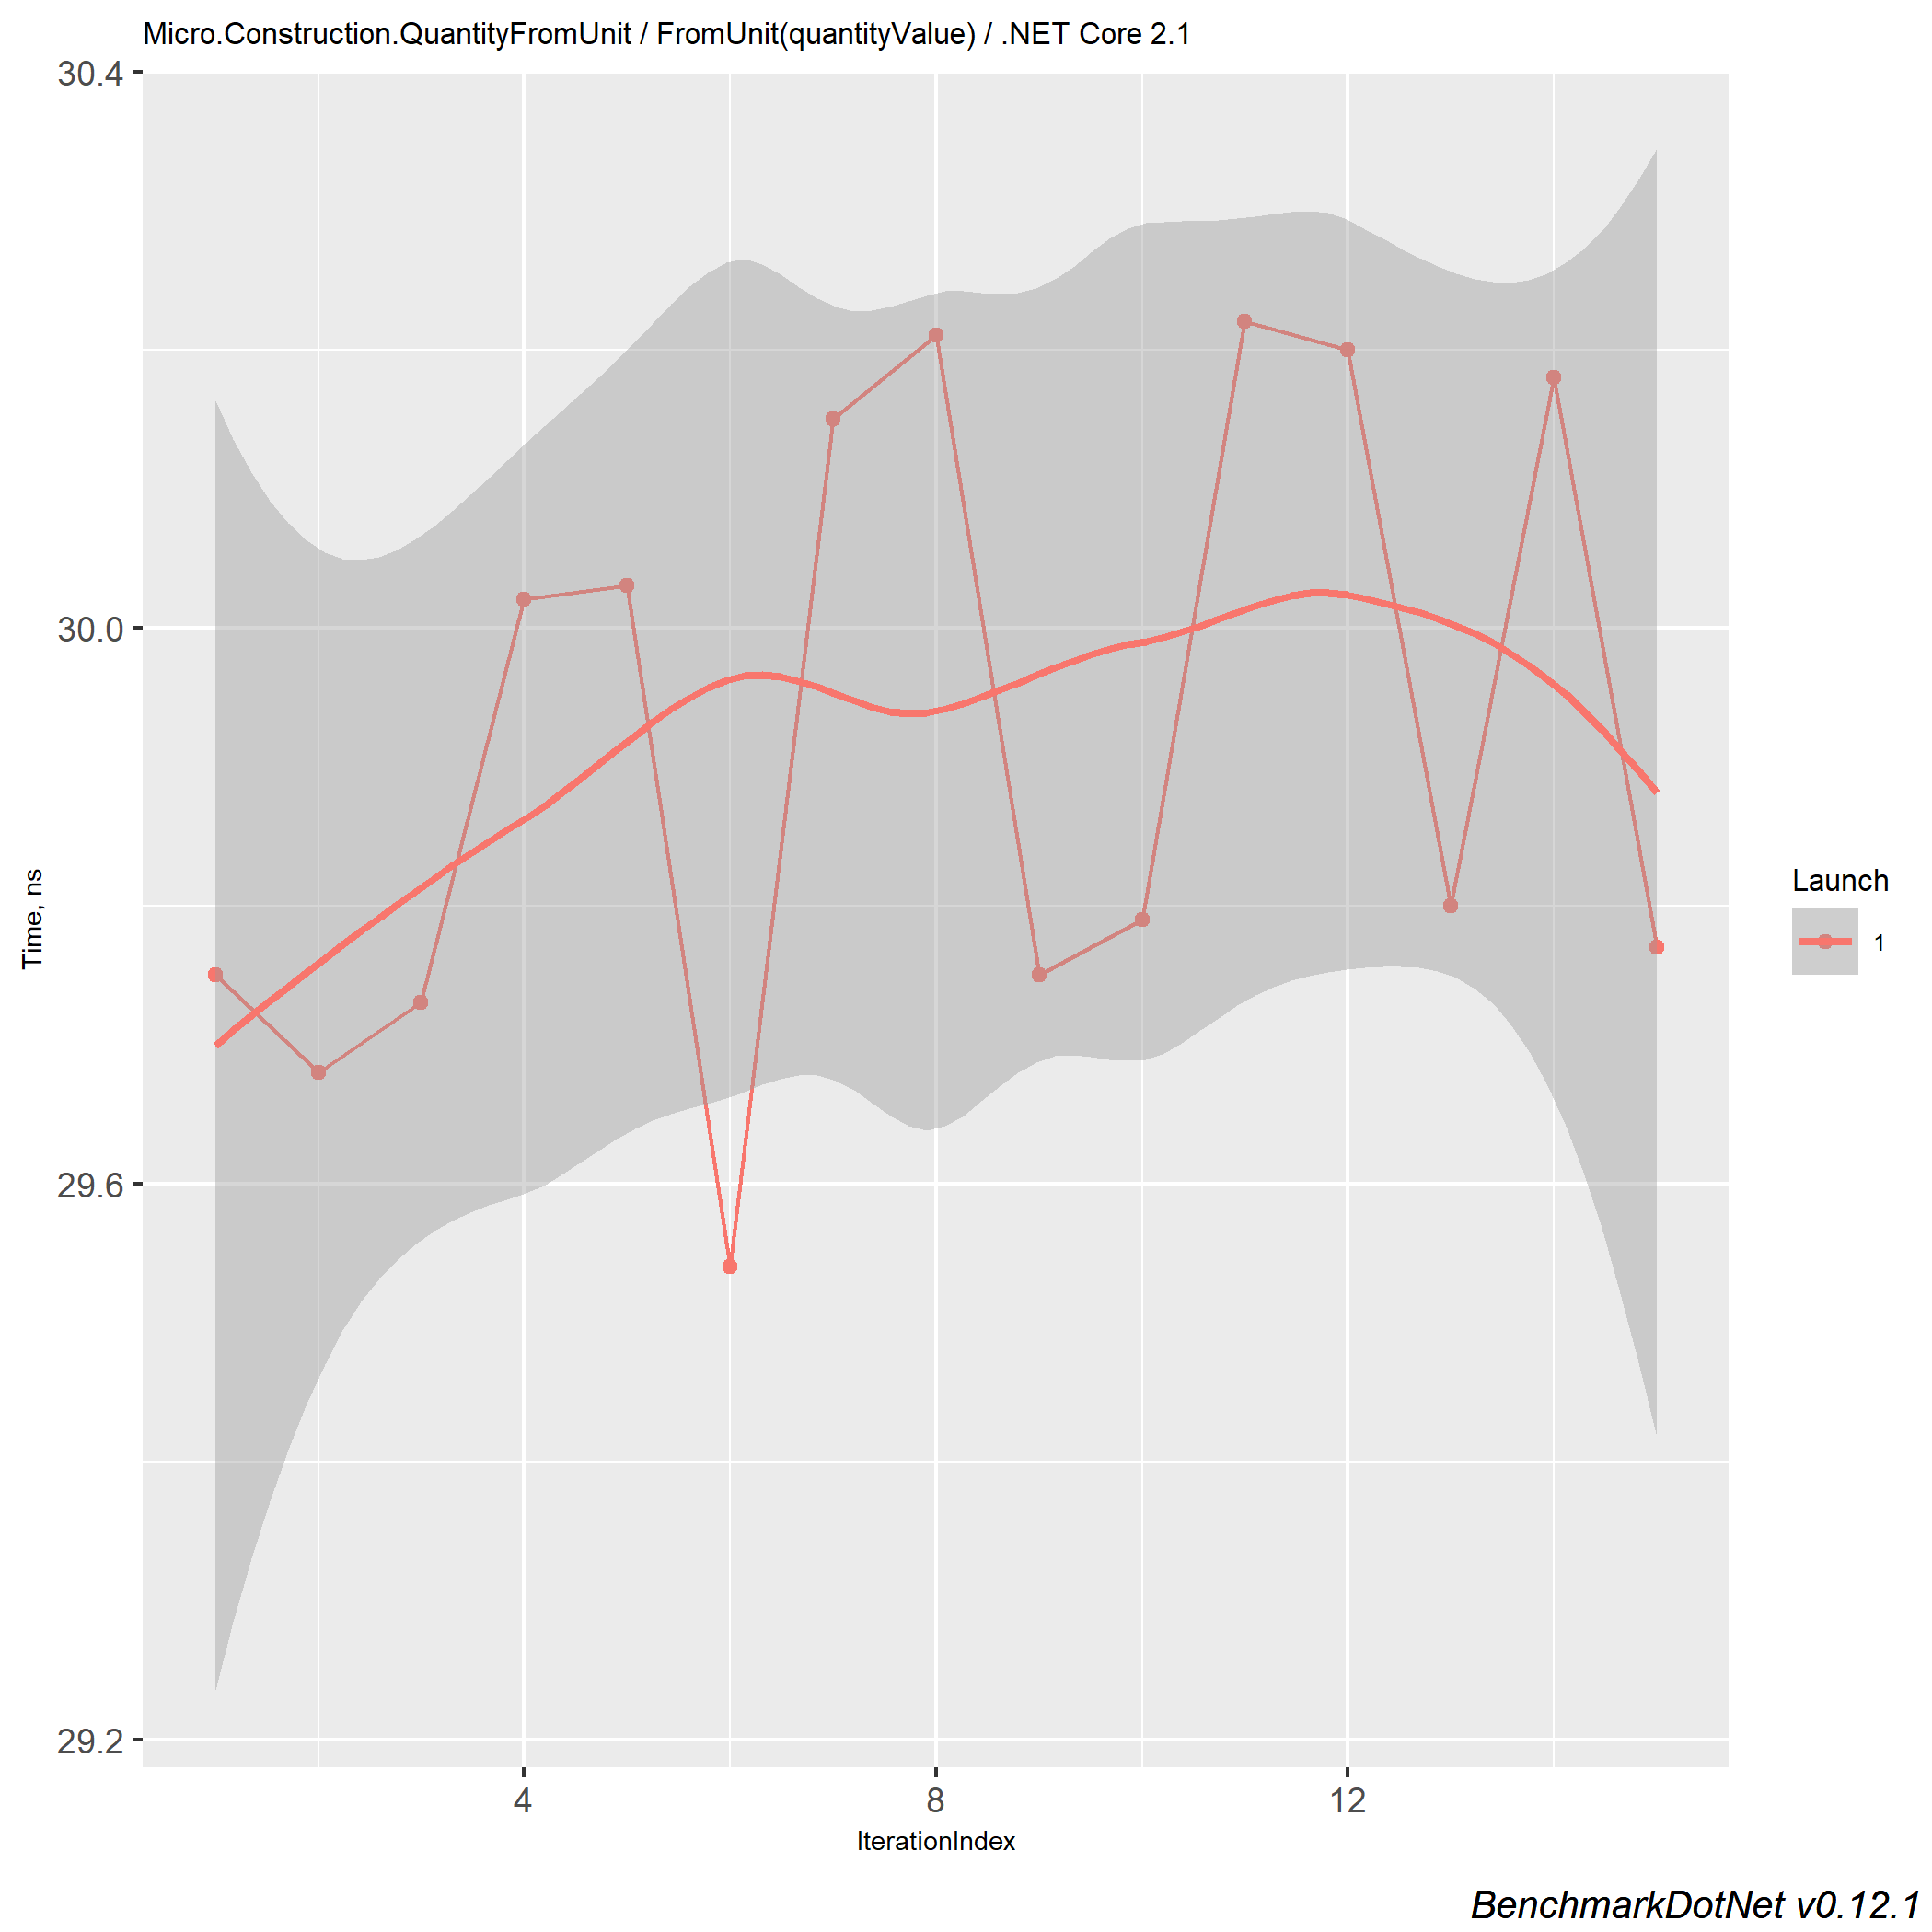 Micro.Construction.QuantityFromUnit / FromUnit(quantityValue) / .NET Core 2.1
30.4
30.0
29.6
29.2
Time, ns
4 8 12
IterationIndex
Launch
1
BenchmarkDotNet v0.12.1